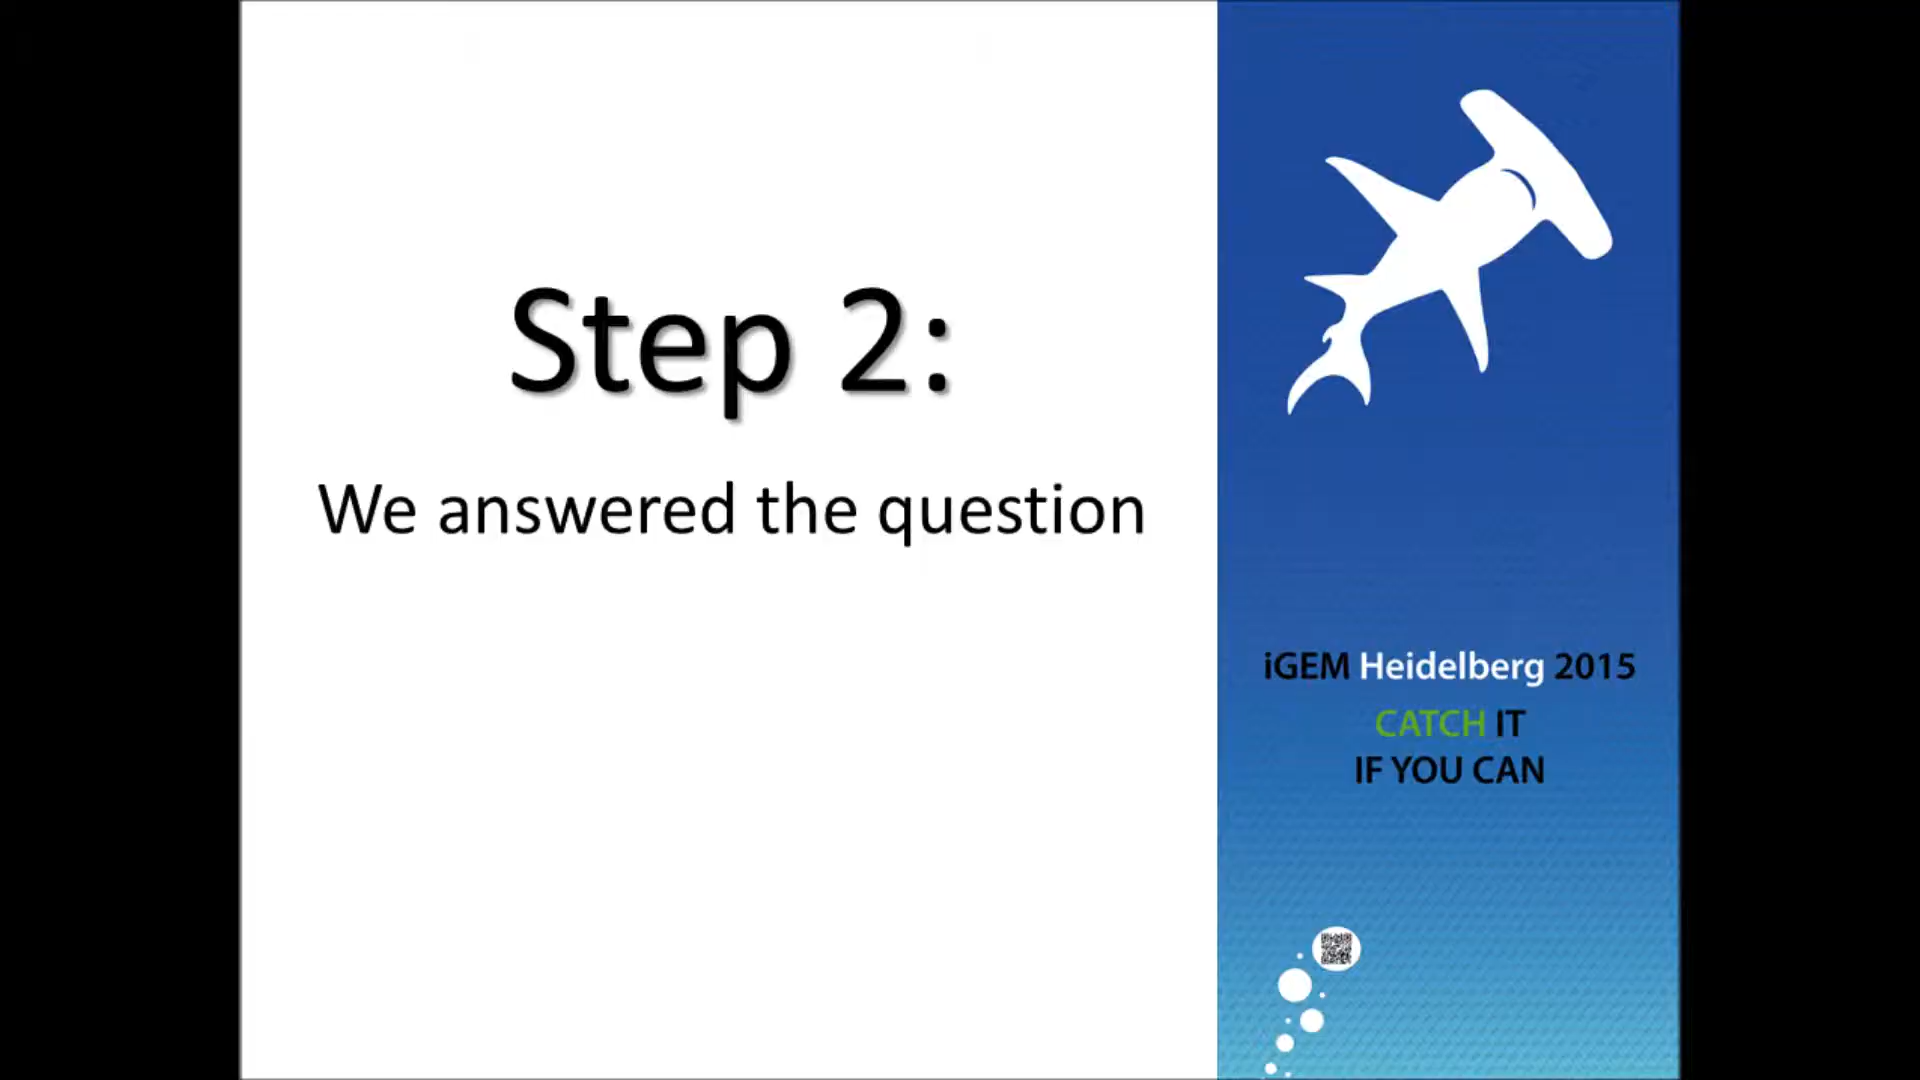 Step 2:
We answered the question
iGEM Heidelberg 2015
CATCH IT
IF YOU CAN